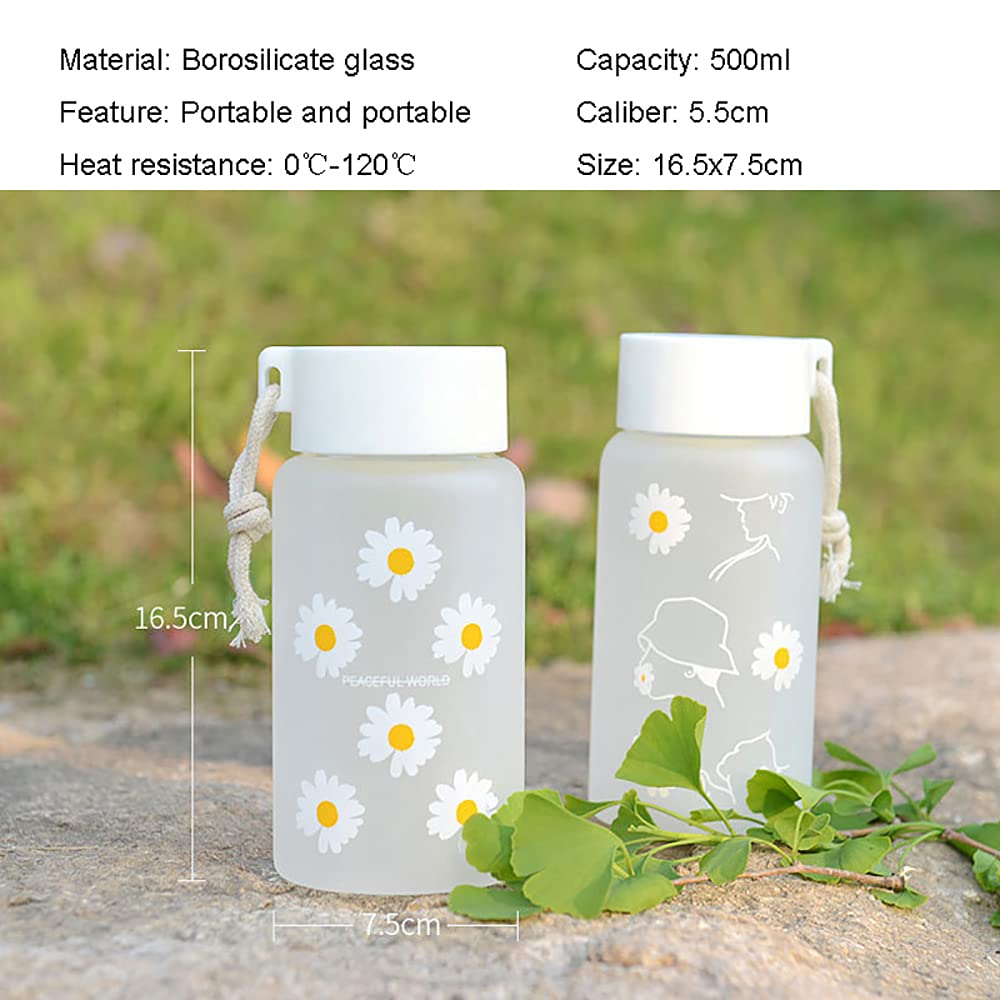 Material: Borosilicate glass
Capacity: 500ml
Feature: Portable and portable
Caliber: 5.5cm
Heat resistance: 0℃-120℃
Size: 16.5x7.5cm
16.5cm
PEACEFUL WORLD
7.5cm